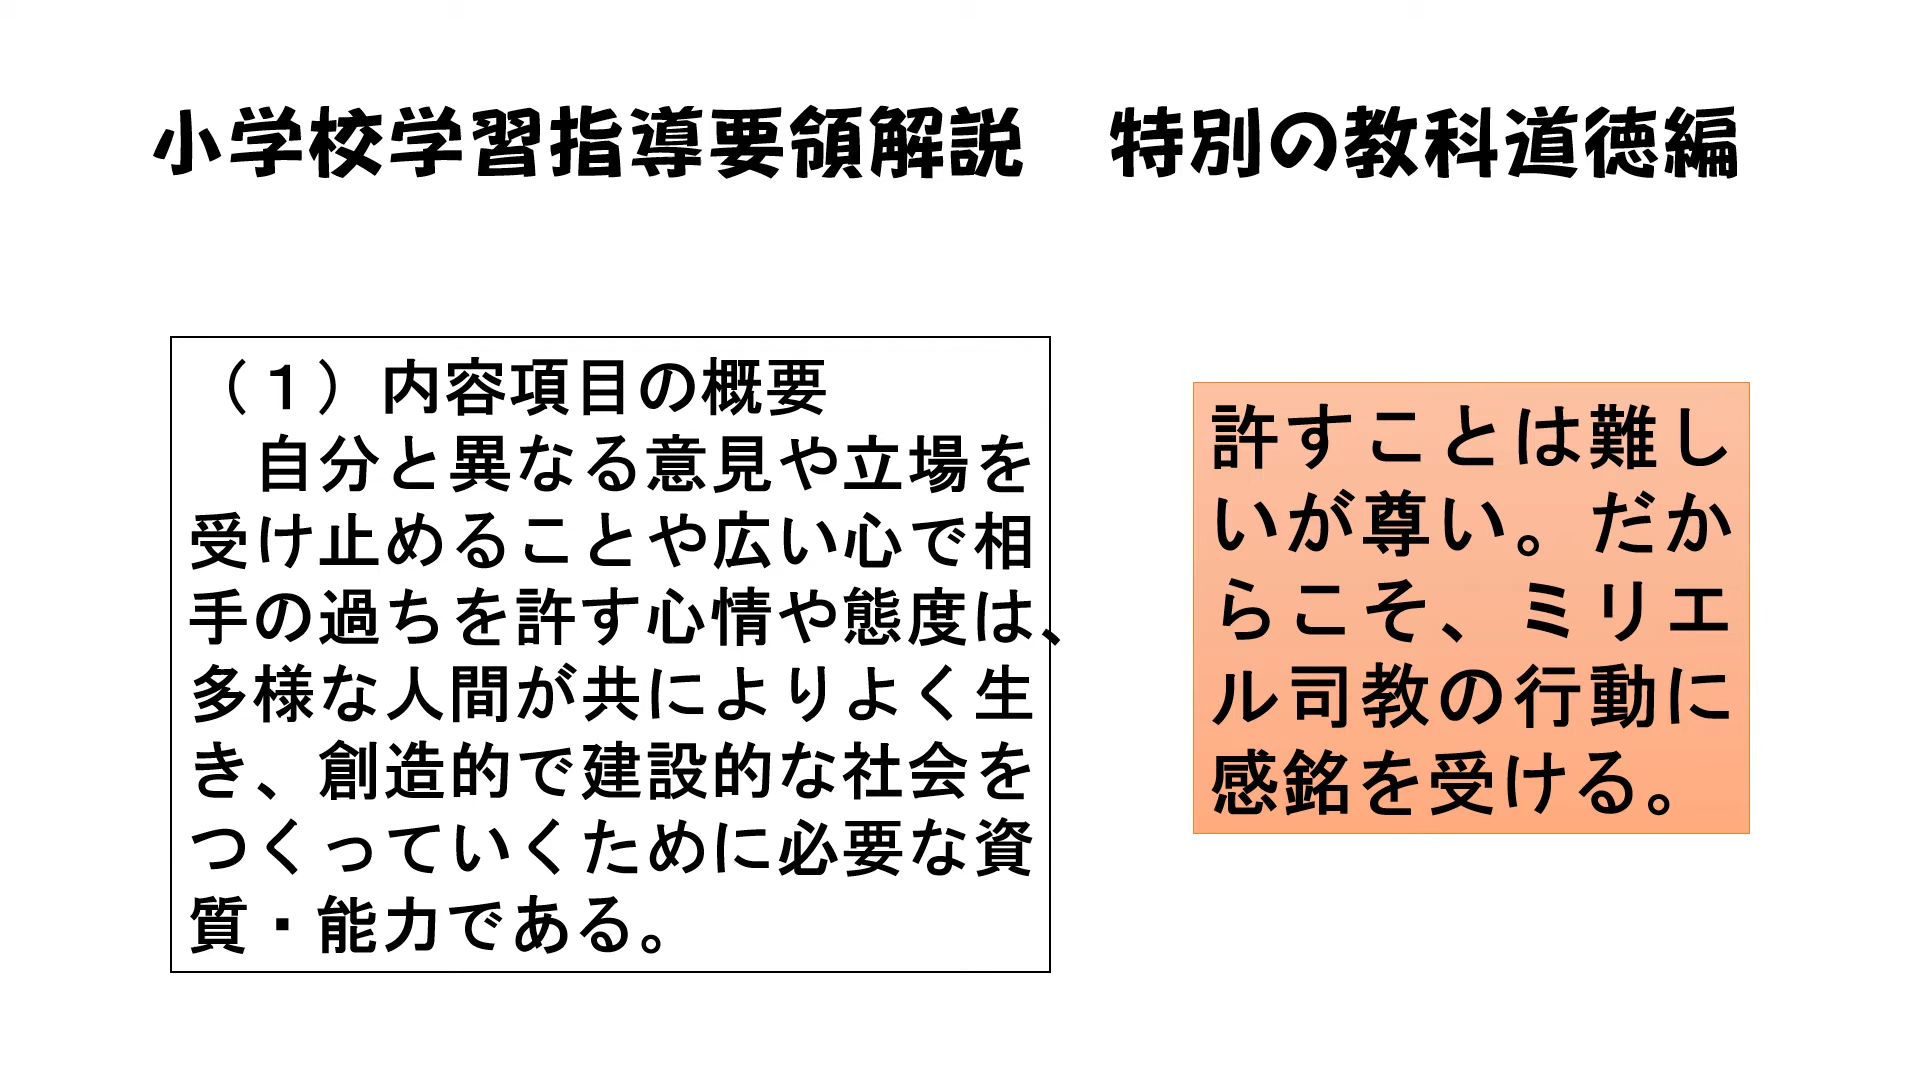 小学校学習指導要領解説　特別の教科道徳編
（１）内容項目の概要
　自分と異なる意見や立場を
受け止めることや広い心で相
手の過ちを許す心情や態度は、
多様な人間が共によりよく生
き、創造的で建設的な社会を
つくっていくために必要な資
質・能力である。
許すことは難し
いが尊い。だか
らこそ、ミリエ
ル司教の行動に
感銘を受ける。